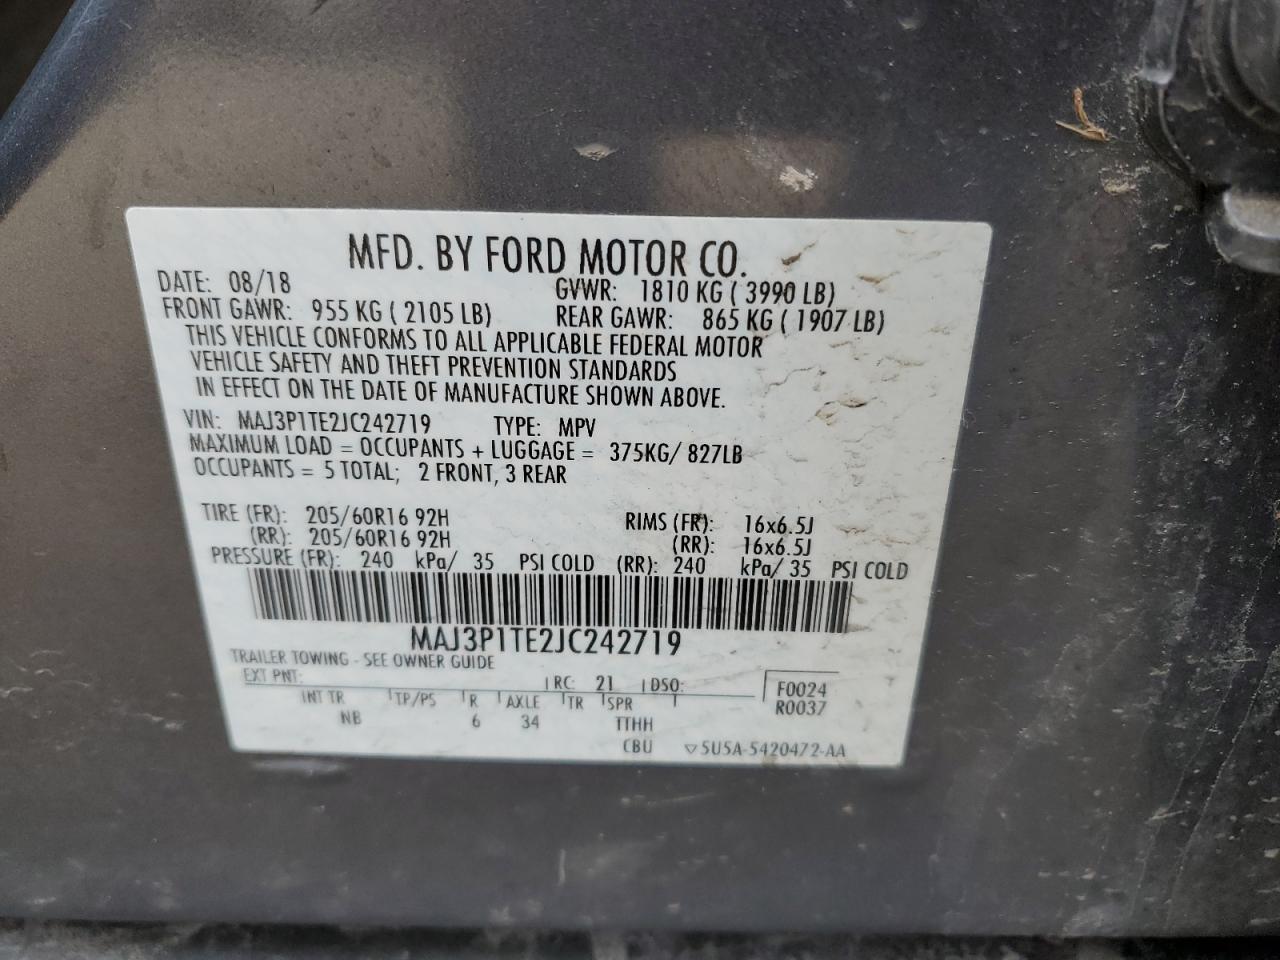 MFD. BY FORD MOTOR CO.
DATE: 08/18 GVWR: 1810 KG ( 3990 LB)
FRONT GAWR: 955 KG ( 2105 LB) REAR GAWR: 865 KG ( 1907 LB)
THIS VEHICLE CONFORMS TO ALL APPLICABLE FEDERAL MOTOR
VEHICLE SAFETY AND THEFT PREVENTION STANDARDS
IN EFFECT ON THE DATE OF MANUFACTURE SHOWN ABOVE.
VIN: MAJ3P1TE2JC242719 TYPE: MPV
MAXIMUM LOAD = OCCUPANTS + LUGGAGE = 375KG/ 827LB
OCCUPANTS = 5 TOTAL; 2 FRONT, 3 REAR
TIRE (FR): 205/60R16 92H RIMS (FR): 16x6.5J
(RR): 205/60R16 92H (RR): 16x6.5J
PRESSURE (FR): 240 kPa/ 35 PSI COLD (RR): 240 kPa/ 35 PSI COLD
MAJ3P1TE2JC242719
TRAILER TOWING - SEE OWNER GUIDE
EXT PNT: RC: 21 DSO: F0024
INT TR TP/PS R AXLE TR SPR R0037
NB 6 34 TTHH
CBU ▽5U5A-5420472-AA